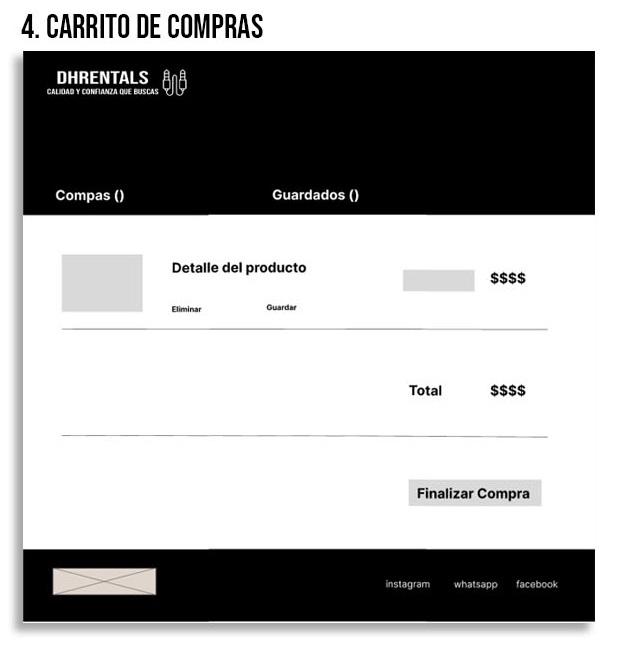 4. CARRITO DE COMPRAS
DHRENTALS
CALIDAD Y CONFIANZA QUE BUSCAS
Compas () Guardados ()
Detalle del producto $$$$
Eliminar Guardar
Total $$$$
Finalizar Compra
instagram whatsapp facebook